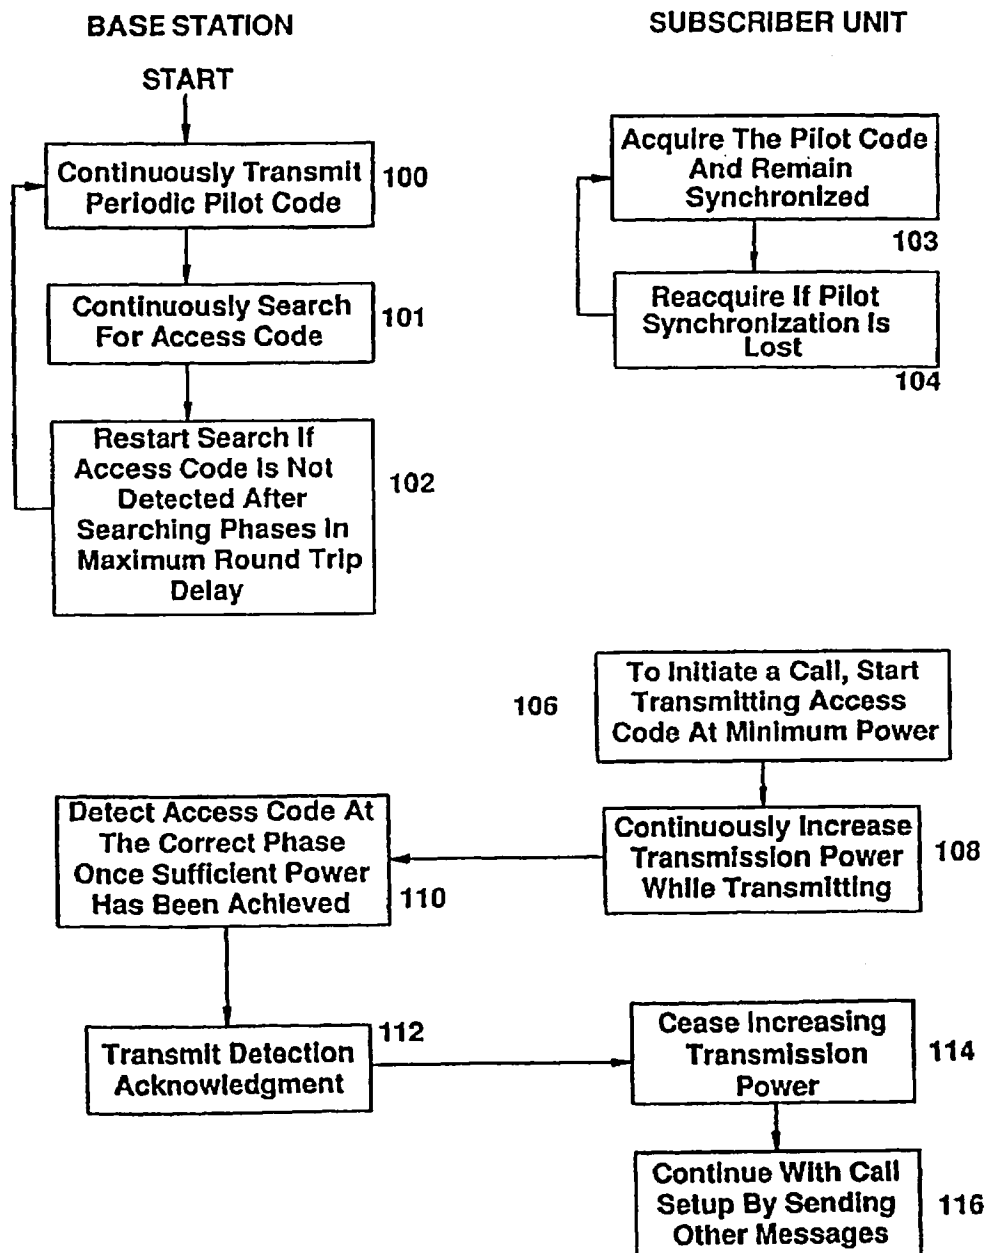 BASE STATION
START
Continuously Transmit
Periodic Pilot Code
100
Continuously Search
For Access Code
101
Restart Search If
Access Code Is Not
Detected After
Searching Phases In
Maximum Round Trip
Delay
102
SUBSCRIBER UNIT
Acquire The Pilot Code
And Remain
Synchronized
103
Reacquire If Pilot
Synchronization Is
Lost
104
106
To Initiate a Call, Start
Transmitting Access
Code At Minimum Power
Continuously Increase
Transmission Power
While Transmitting
108
Detect Access Code At
The Correct Phase
Once Sufficient Power
Has Been Achieved
110
112
Transmit Detection
Acknowledgment
Cease Increasing
Transmission
Power
114
Continue With Call
Setup By Sending
Other Messages
116